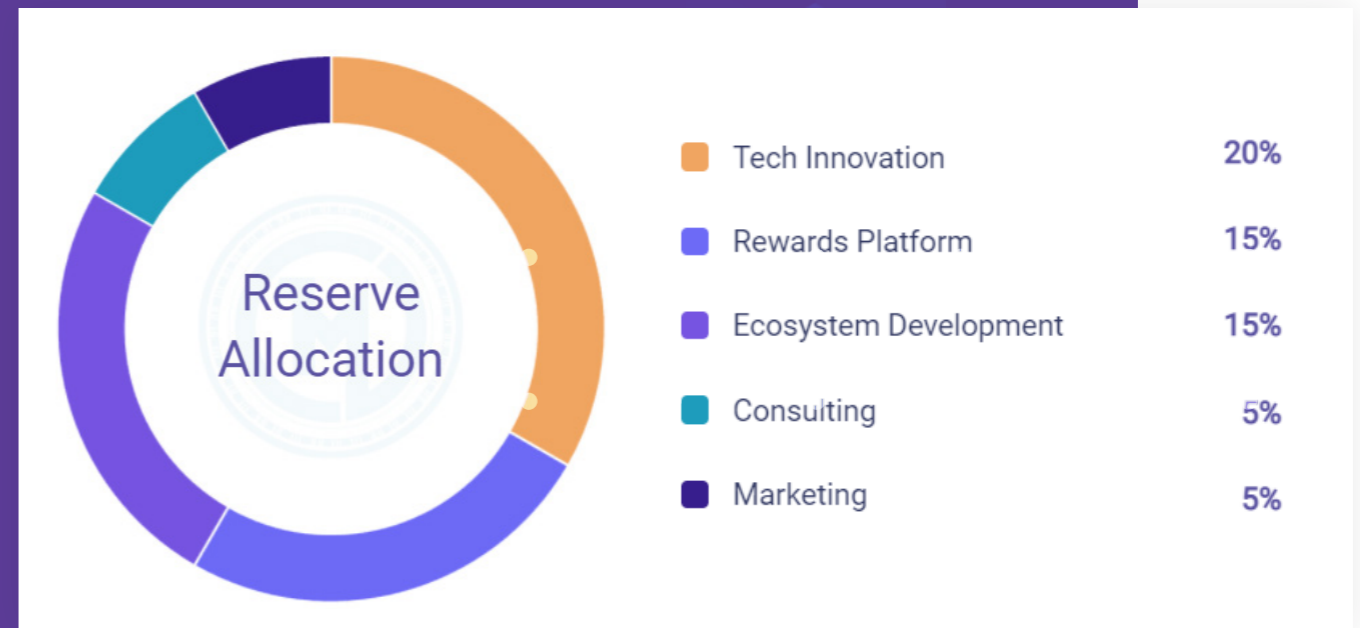 Reserve
Allocation
Tech Innovation 20%
Rewards Platform 15%
Ecosystem Development 15%
Consulting 5%
Marketing 5%